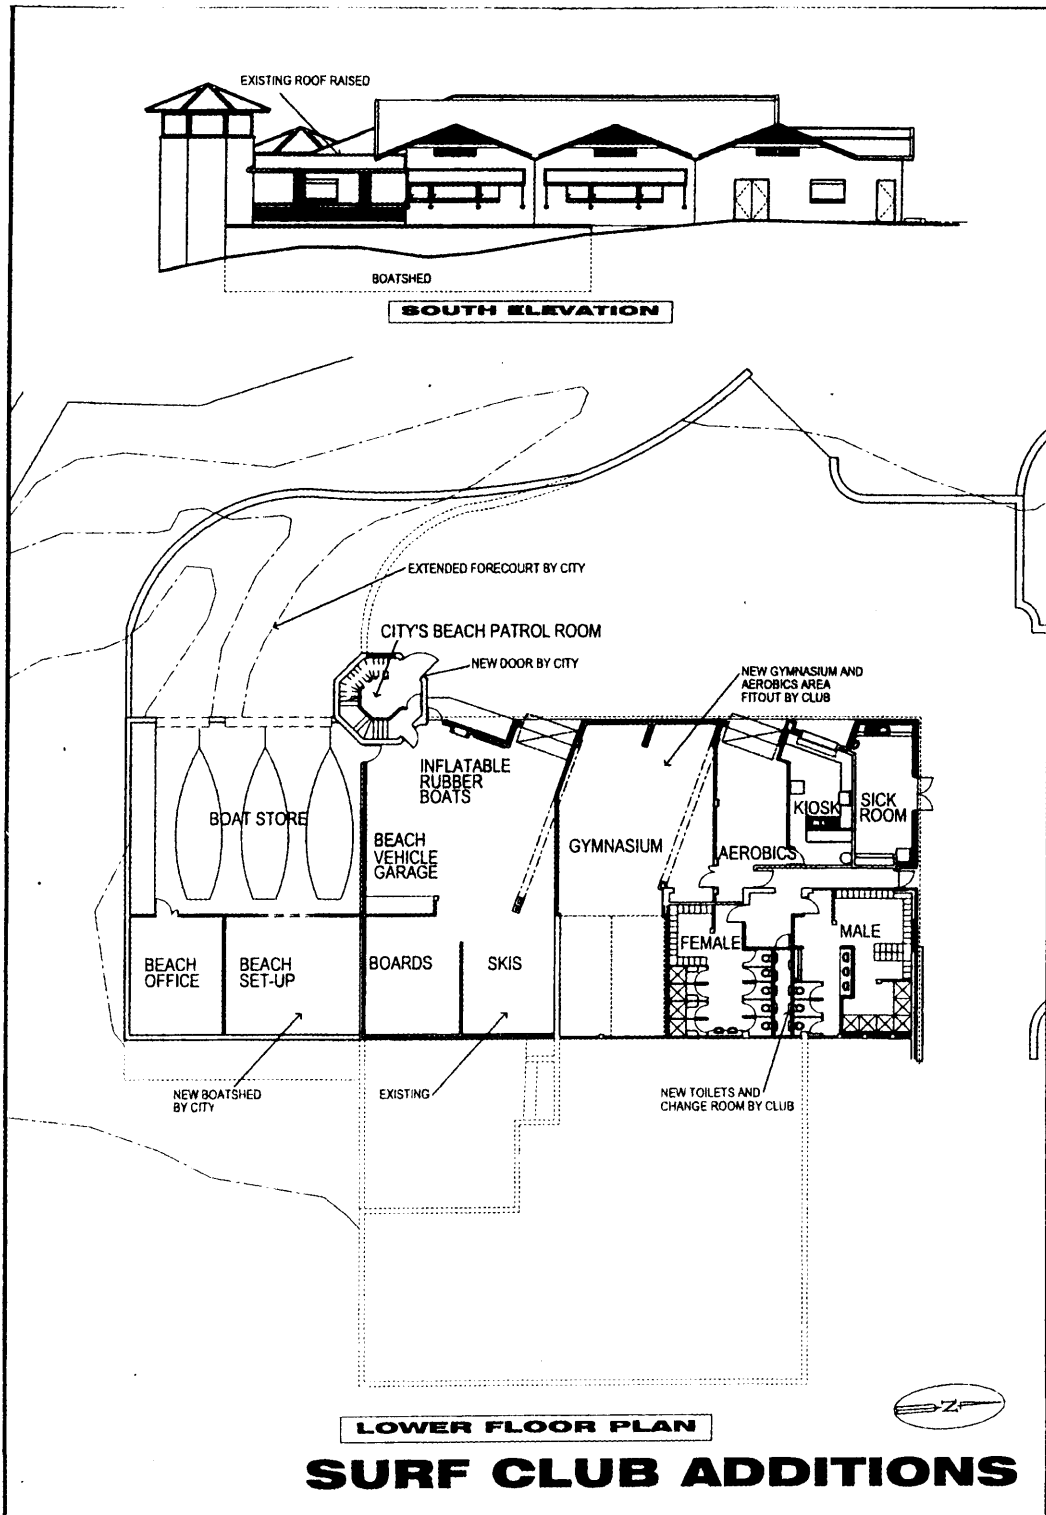 EXISTING ROOF RAISED
BOATSHED
SOUTH ELEVATION
EXTENDED FORECOURT BY CITY
CITY'S BEACH PATROL ROOM
NEW DOOR BY CITY
NEW GYMNASIUM AND
AEROBICS AREA
FITOUT BY CLUB
INFLATABLE
RUBBER
BOATS
BOAT STORE
BEACH
VEHICLE
GARAGE
GYMNASIUM
AEROBICS
KIOSK
SICK
ROOM
BEACH
OFFICE
BEACH
SET-UP
BOARDS
SKIS
FEMALE
MALE
NEW BOATSHED
BY CITY
EXISTING
NEW TOILETS AND
CHANGE ROOM BY CLUB
Z
LOWER FLOOR PLAN
SURF CLUB ADDITIONS